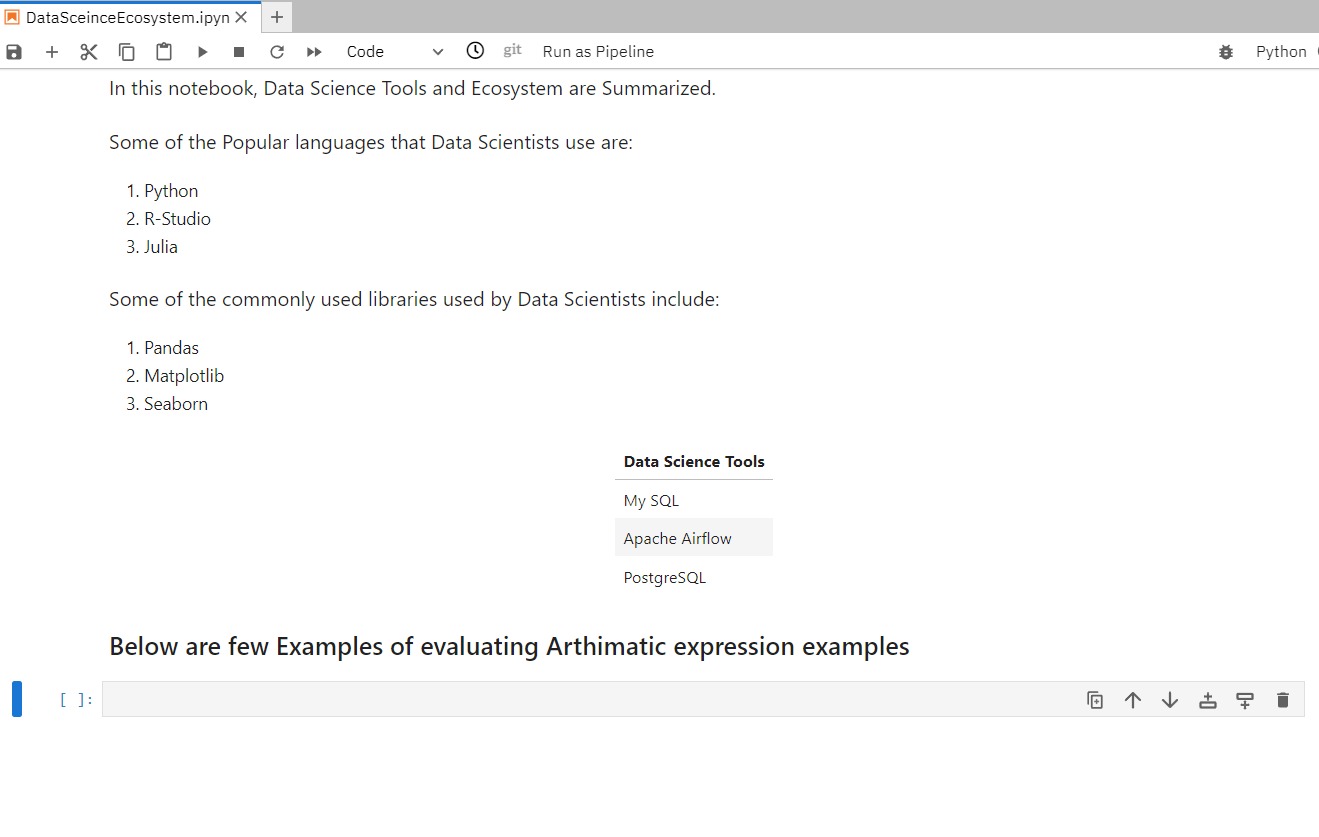 DataSceinceEcosystem.ipyn
Code git Run as Pipeline Python
In this notebook, Data Science Tools and Ecosystem are Summarized.
Some of the Popular languages that Data Scientists use are:
1. Python
2. R-Studio
3. Julia
Some of the commonly used libraries used by Data Scientists include:
1. Pandas
2. Matplotlib
3. Seaborn
Data Science Tools
My SQL
Apache Airflow
PostgreSQL
Below are few Examples of evaluating Arthimatic expression examples
[ ]: